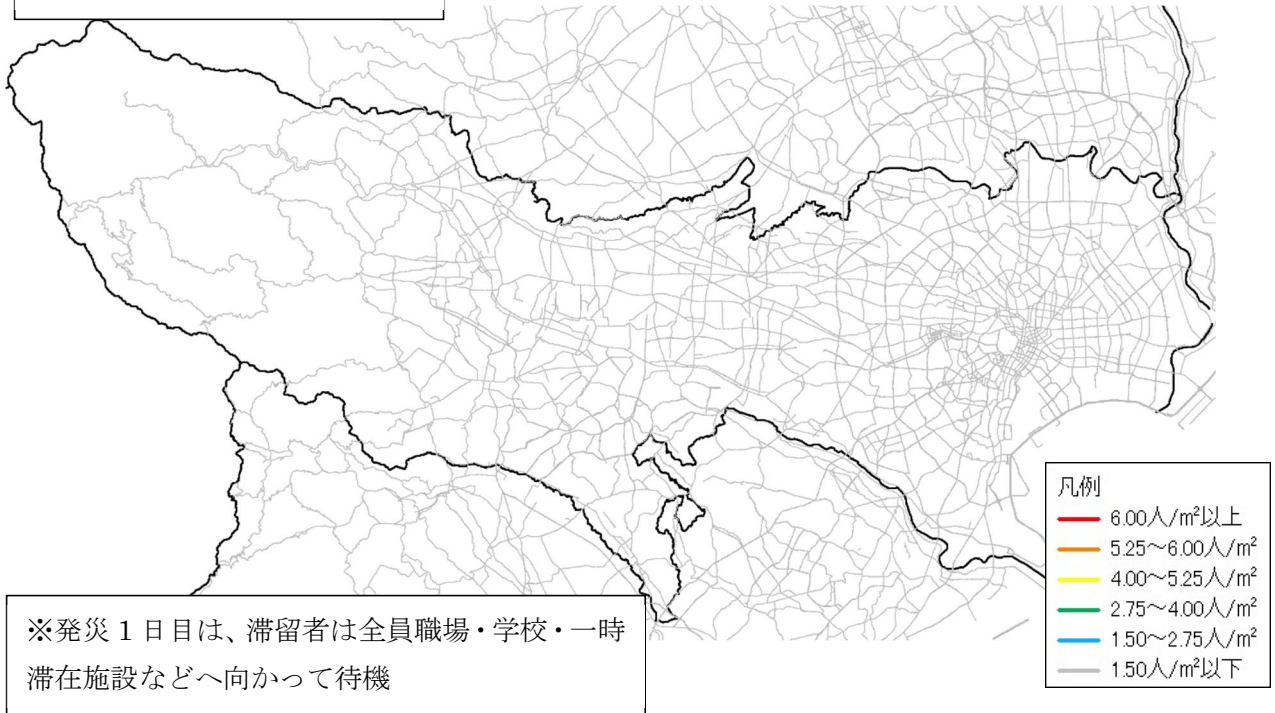 凡例
6.00人/m²以上
5.25～6.00人/m²
4.00～5.25人/m²
2.75～4.00人/m²
1.50～2.75人/m²
1.50人/m²以下
※発災１日目は、滞留者は全員職場・学校・一時
滞在施設などへ向かって待機